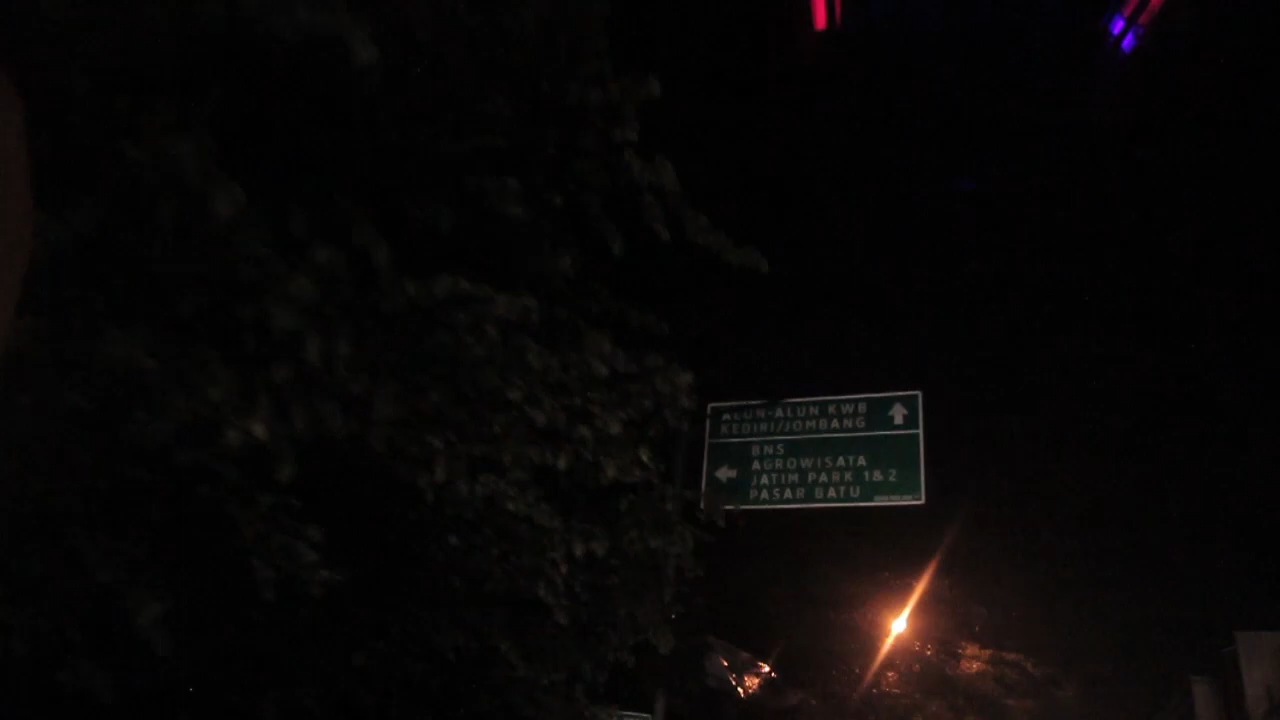 ALUN-ALUN KWB
KEDIRI/JOMBANG
BNS
AGROWISATA
JATIM PARK 1&2
PASAR BATU